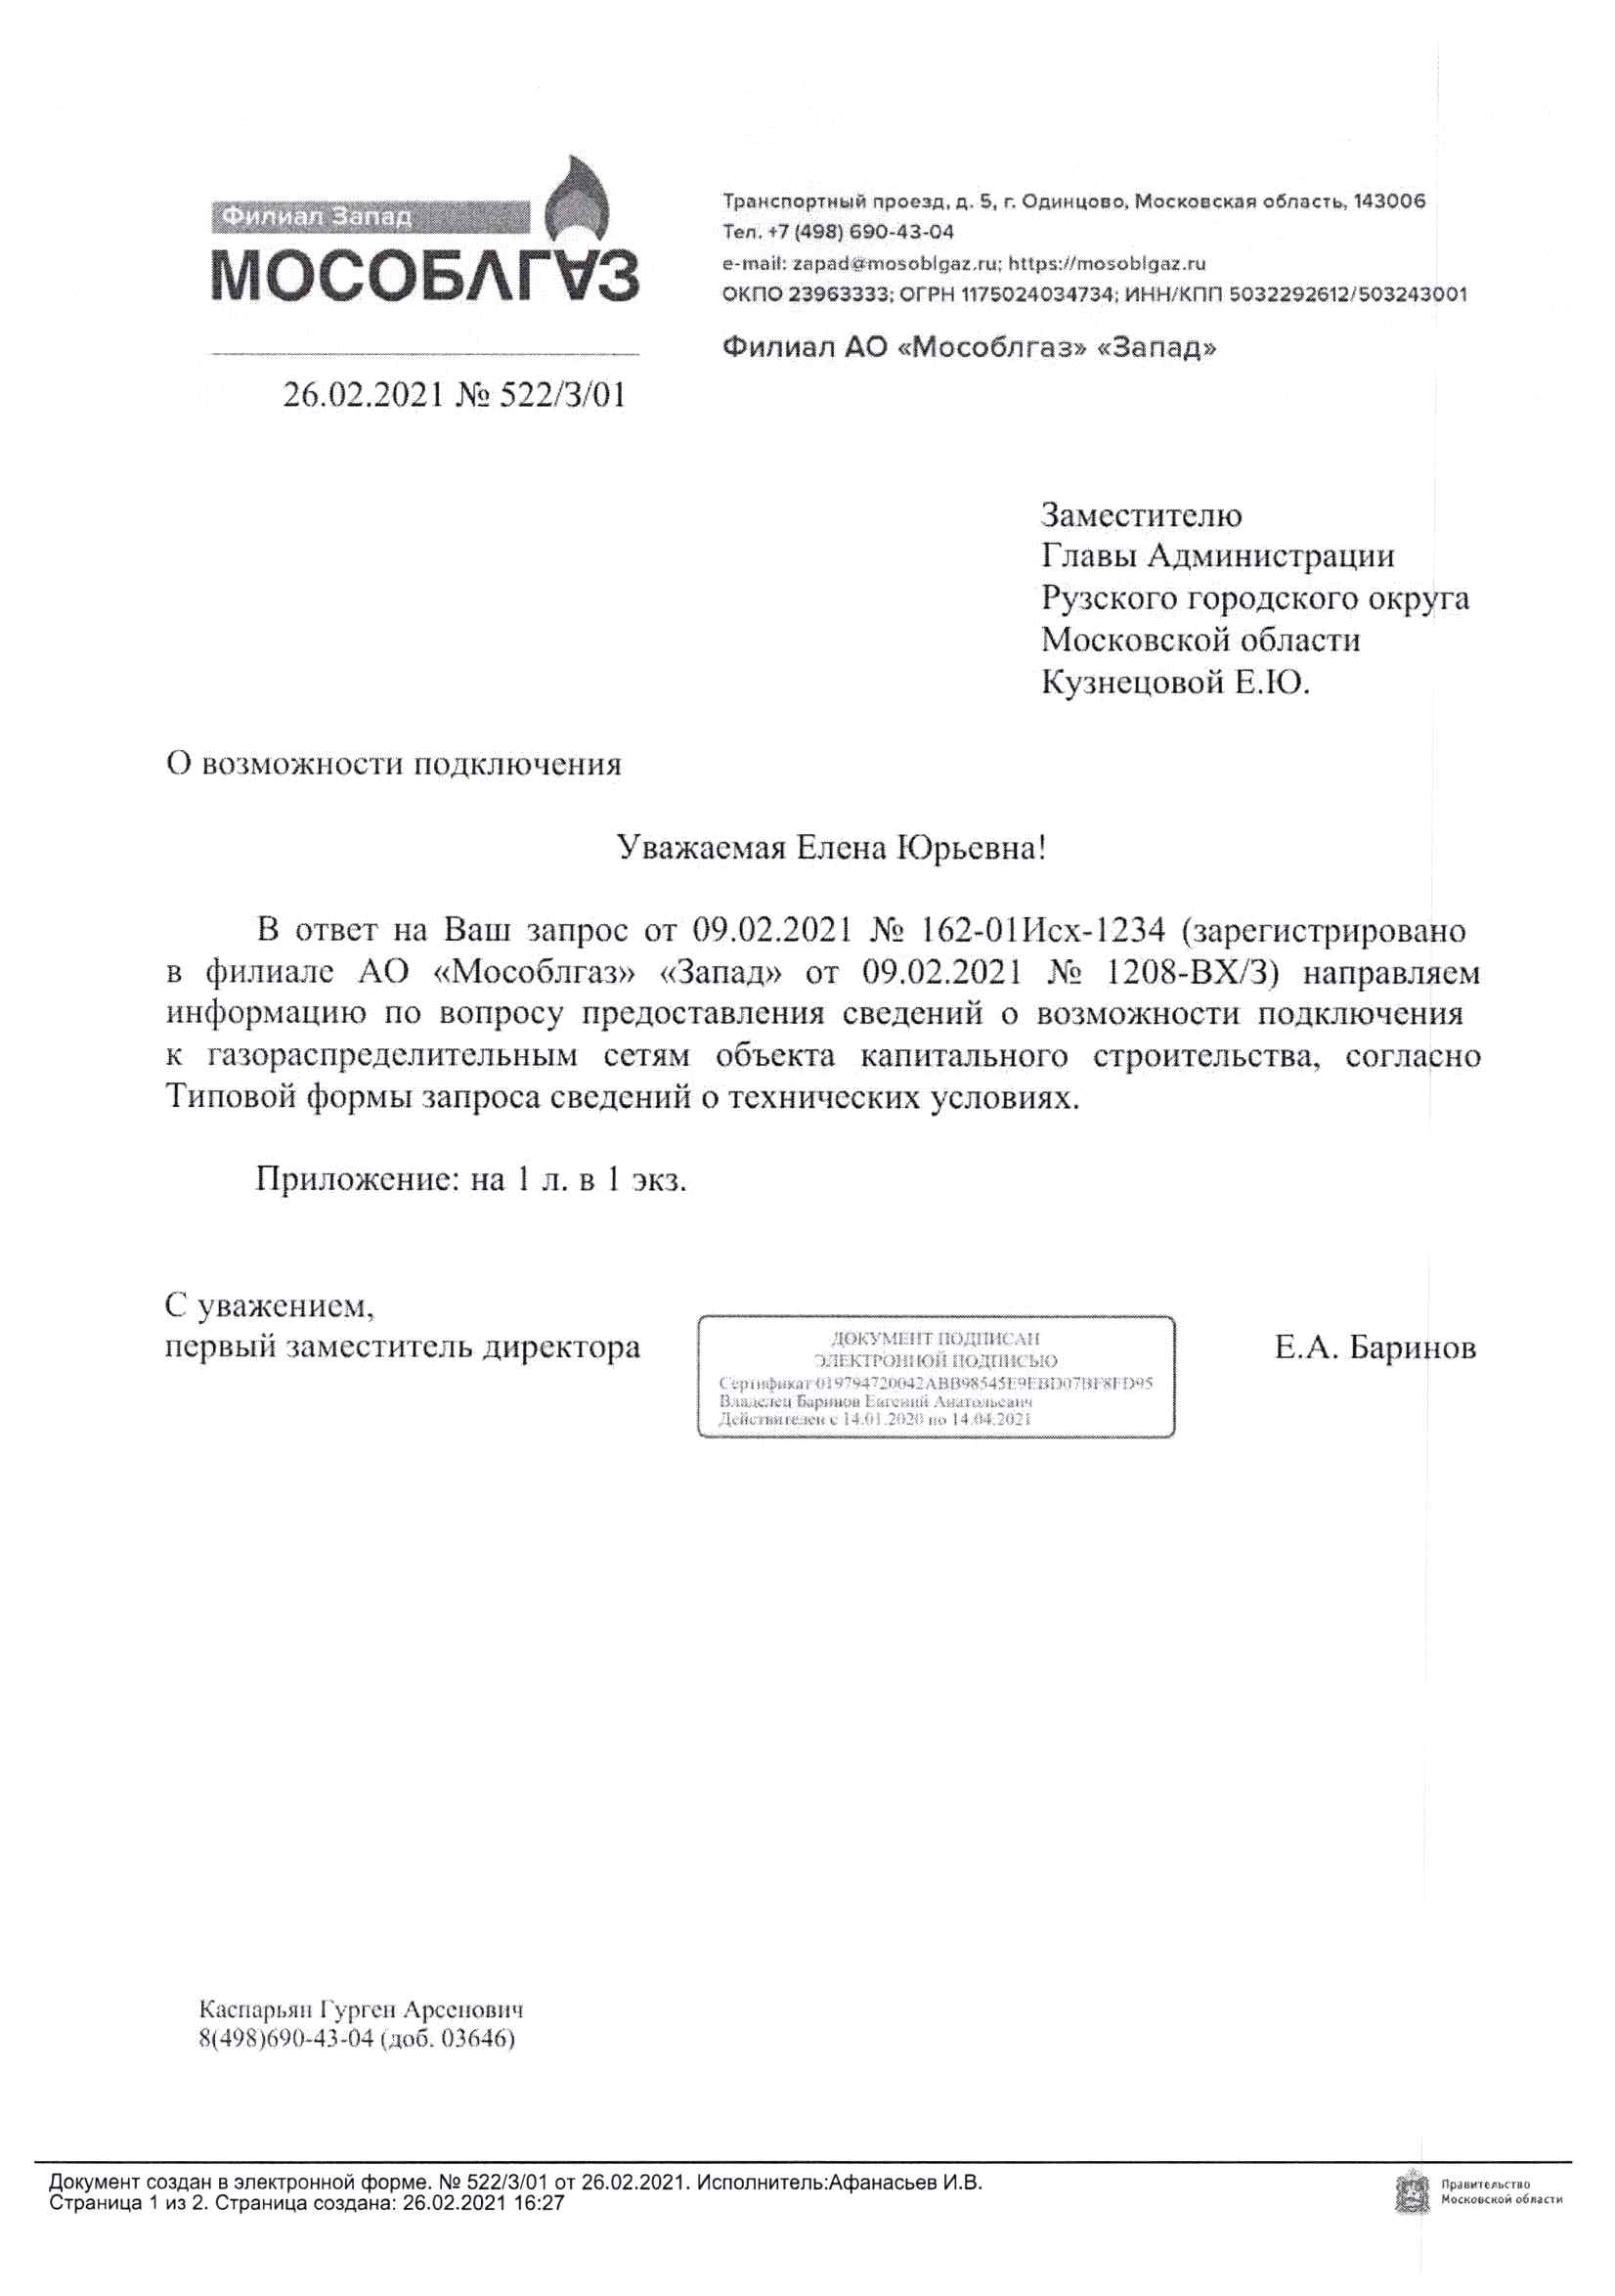 Филиал Запад
МОСОБЛГАЗ
Транспортный проезд, д. 5, г. Одинцово, Московская область, 143006
Тел. +7 (498) 690-43-04
e-mail: zapad@mosoblgaz.ru; https://mosoblgaz.ru
ОКПО 23963333; ОГРН 1175024034734; ИНН/КПП 5032292612/503243001
Филиал АО «Мособлгаз» «Запад»
26.02.2021 № 522/З/01
Заместителю
Главы Администрации
Рузского городского округа
Московской области
Кузнецовой Е.Ю.
О возможности подключения
Уважаемая Елена Юрьевна!
В ответ на Ваш запрос от 09.02.2021 № 162-01Исх-1234 (зарегистрировано
в филиале АО «Мособлгаз» «Запад» от 09.02.2021 № 1208-ВХ/З) направляем
информацию по вопросу предоставления сведений о возможности подключения
к газораспределительным сетям объекта капитального строительства, согласно
Типовой формы запроса сведений о технических условиях.
Приложение: на 1 л. в 1 экз.
С уважением,
первый заместитель директора
ДОКУМЕНТ ПОДПИСАН
ЭЛЕКТРОННОЙ ПОДПИСЬЮ
Сертификат 019794720042ABB98545E9EBD07BF8FD95
Владелец Баринов Евгений Анатольевич
Действителен с 14.01.2020 по 14.04.2021
Е.А. Баринов
Каспарьян Гурген Арсенович
8(498)690-43-04 (доб. 03646)
Документ создан в электронной форме. № 522/З/01 от 26.02.2021. Исполнитель:Афанасьев И.В.
Страница 1 из 2. Страница создана: 26.02.2021 16:27
Правительство
Московской области